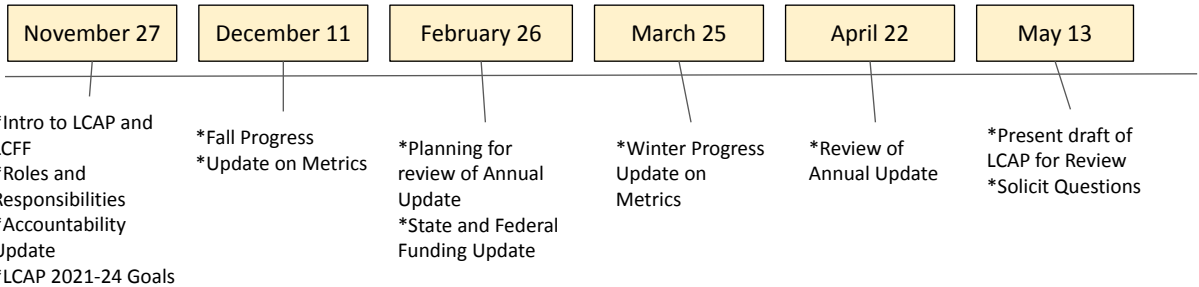 November 27
December 11
February 26
March 25
April 22
May 13
*Intro to LCAP and
LCFF
*Roles and
Responsibilities
*Accountability
Update
*LCAP 2021-24 Goals
*Fall Progress
*Update on Metrics
*Planning for
review of Annual
Update
*State and Federal
Funding Update
*Winter Progress
Update on
Metrics
*Review of
Annual Update
*Present draft of
LCAP for Review
*Solicit Questions